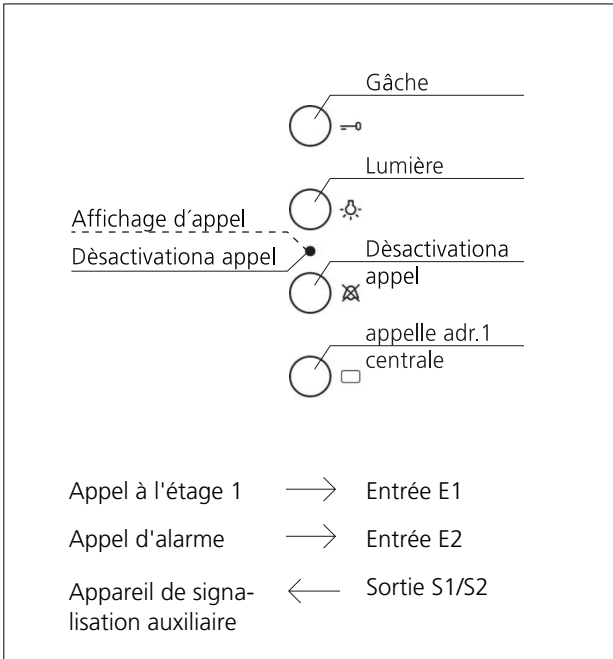 Gâche
Lumière
Affichage d´appel
Dèsactivationa appel
Dèsactivationa
appel
appelle adr.1
centrale
Appel à l'étage 1 → Entrée E1
Appel d'alarme → Entrée E2
Appareil de signa- ← Sortie S1/S2
lisation auxiliaire